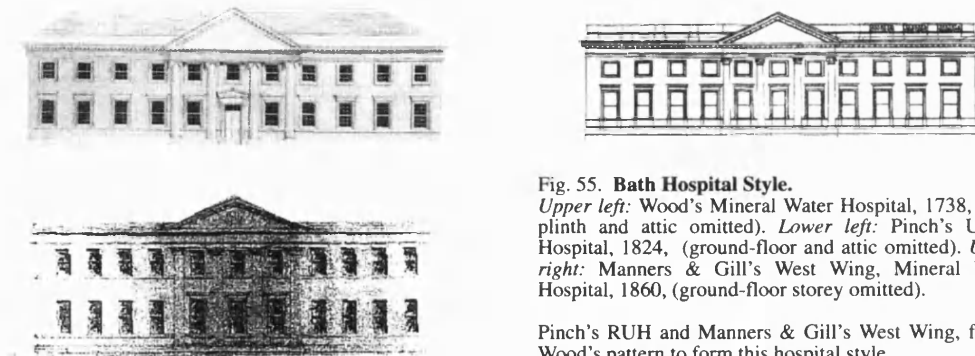 Fig. 55. Bath Hospital Style.
Upper left: Wood's Mineral Water Hospital, 1738,
plinth and attic omitted). Lower left: Pinch's
Hospital, 1824, (ground-floor and attic omitted).
right: Manners & Gill's West Wing, Mineral
Hospital, 1860, (ground-floor storey omitted).
Pinch's RUH and Manners & Gill's West Wing,
Wood's pattern to form this hospital style.